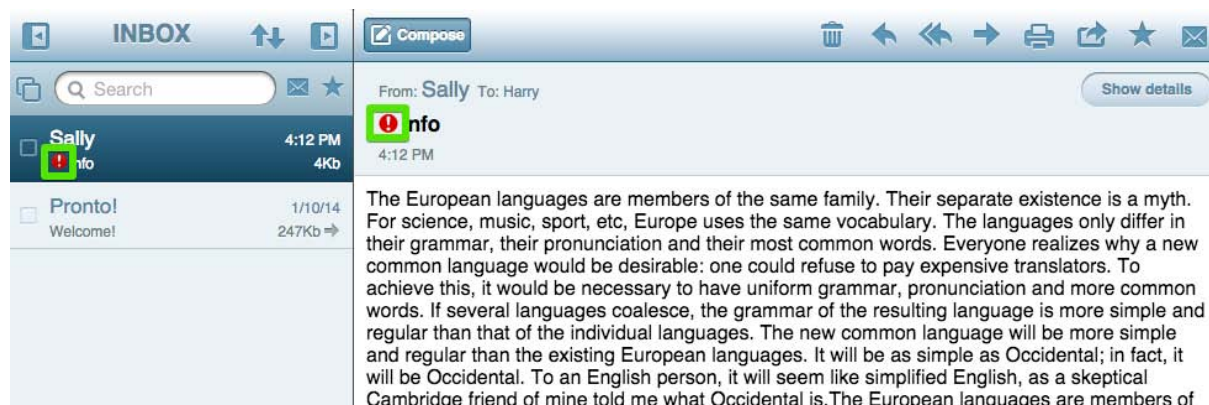 INBOX
Compose
Search
From: Sally To: Harry
Show details
nfo
4:12 PM
Sally 4:12 PM
nfo 4Kb
Pronto! 1/10/14
Welcome! 247Kb
The European languages are members of the same family. Their separate existence is a myth.
For science, music, sport, etc, Europe uses the same vocabulary. The languages only differ in
their grammar, their pronunciation and their most common words. Everyone realizes why a new
common language would be desirable: one could refuse to pay expensive translators. To
achieve this, it would be necessary to have uniform grammar, pronunciation and more common
words. If several languages coalesce, the grammar of the resulting language is more simple and
regular than that of the individual languages. The new common language will be more simple
and regular than the existing European languages. It will be as simple as Occidental; in fact, it
will be Occidental. To an English person, it will seem like simplified English, as a skeptical
Cambridge friend of mine told me what Occidental is.The European languages are members of